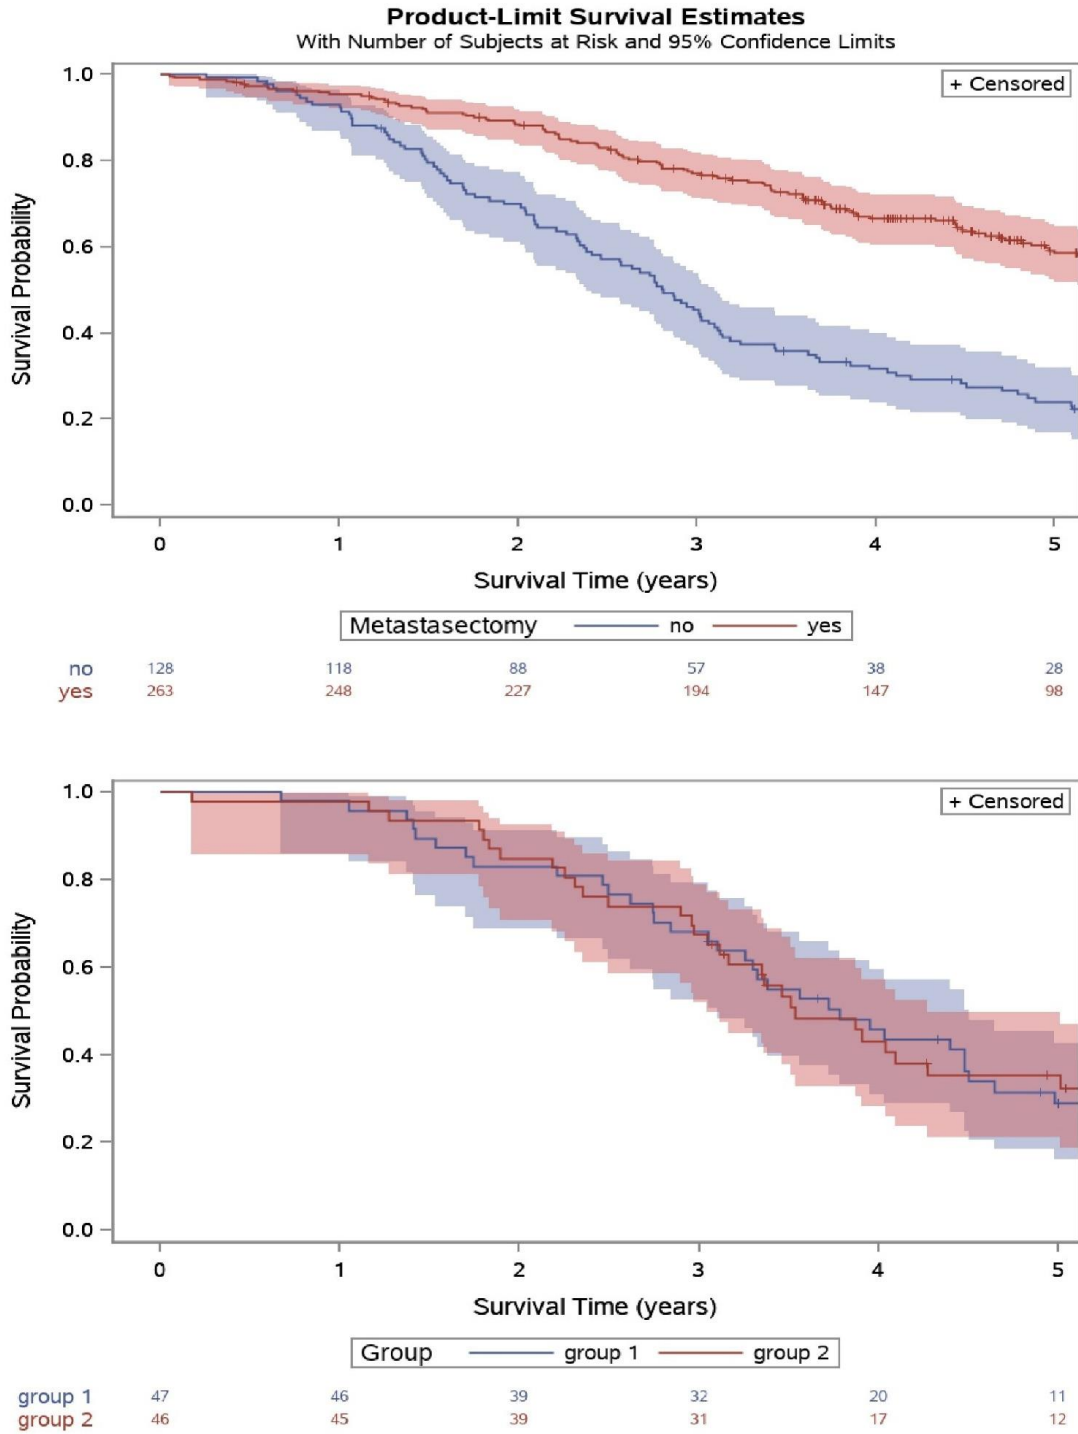 Product-Limit Survival Estimates
With Number of Subjects at Risk and 95% Confidence Limits
+ Censored
1.0
0.8
0.6
0.4
0.2
0.0
Survival Probability
0 1 2 3 4 5
Survival Time (years)
Metastasectomy no yes
no 128 118 88 57 38 28
yes 263 248 227 194 147 98
+ Censored
1.0
0.8
0.6
0.4
0.2
0.0
Survival Probability
0 1 2 3 4 5
Survival Time (years)
Group group 1 group 2
group 1 47 46 39 32 20 11
group 2 46 45 39 31 17 12